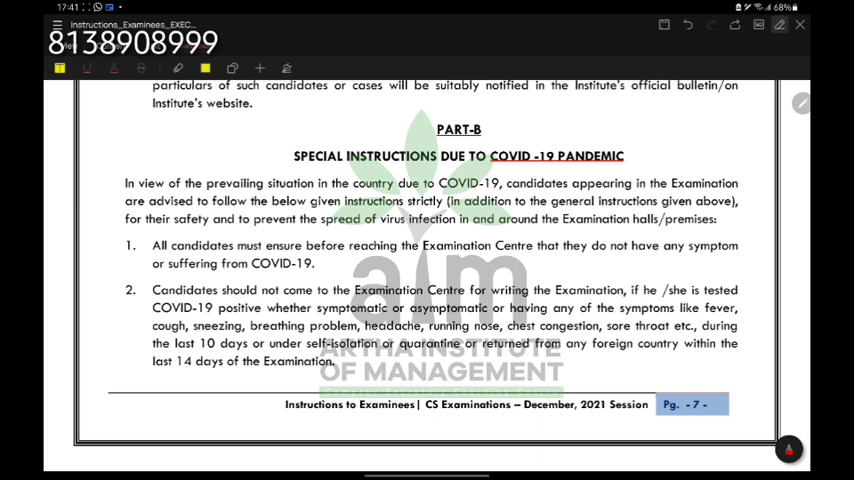 17:41
68%
Instructions_Examinees_EXEC...
8138908999
particulars of such candidates or cases will be suitably notified in the Institute's official bulletin/on
Institute's website.
PART-B
SPECIAL INSTRUCTIONS DUE TO COVID -19 PANDEMIC
In view of the prevailing situation in the country due to COVID-19, candidates appearing in the Examination
are advised to follow the below given instructions strictly (in addition to the general instructions given above),
for their safety and to prevent the spread of virus infection in and around the Examination halls/premises:
1. All candidates must ensure before reaching the Examination Centre that they do not have any symptom
or suffering from COVID-19.
2. Candidates should not come to the Examination Centre for writing the Examination, if he /she is tested
COVID-19 positive whether symptomatic or asymptomatic or having any of the symptoms like fever,
cough, sneezing, breathing problem, headache, running nose, chest congestion, sore throat etc., during
the last 10 days or under self-isolation or quarantine or returned from any foreign country within the
last 14 days of the Examination.
aim
ARTHA INSTITUTE
OF MANAGEMENT
Instructions to Examinees| CS Examinations – December, 2021 Session
Pg. - 7 -